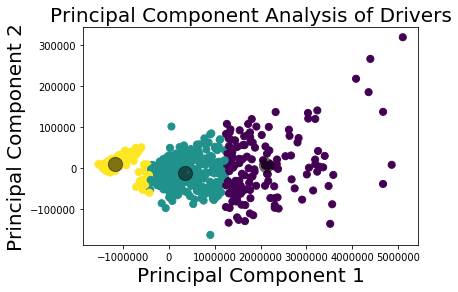 Principal Component Analysis of Drivers
Principal Component 2
300000
200000
100000
0
−100000
−1000000 0 1000000 2000000 3000000 4000000 5000000
Principal Component 1